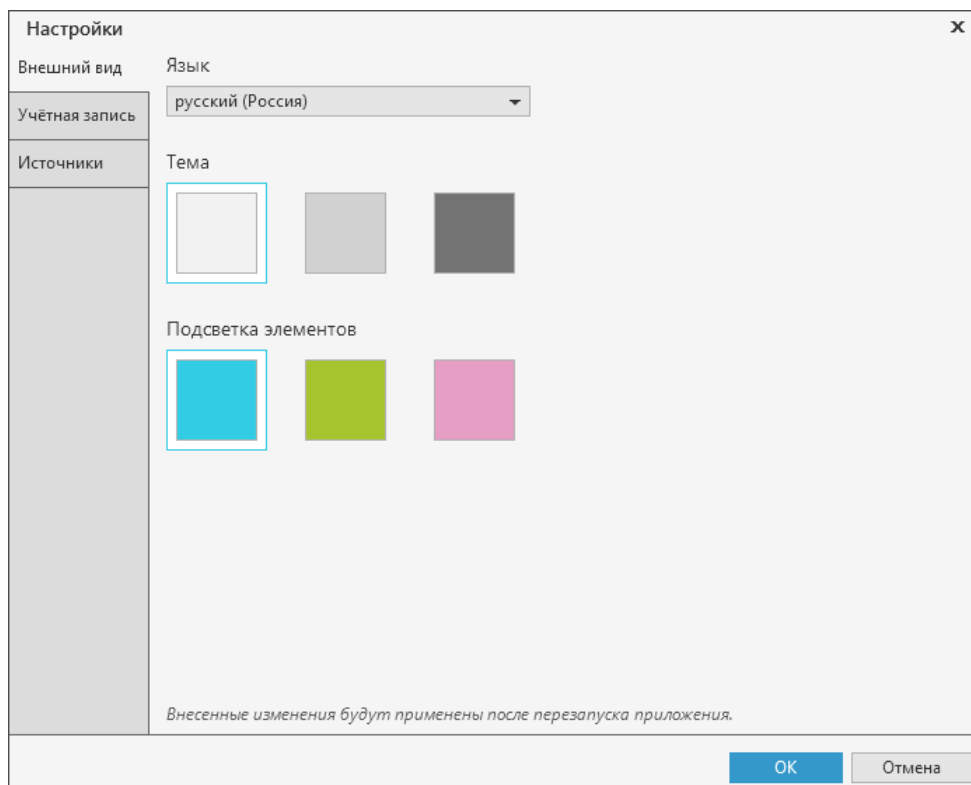 Настройки
x
Внешний вид
Учётная запись
Источники
Язык
русский (Россия)
Тема
Подсветка элементов
Внесенные изменения будут применены после перезапуска приложения.
ОК
Отмена